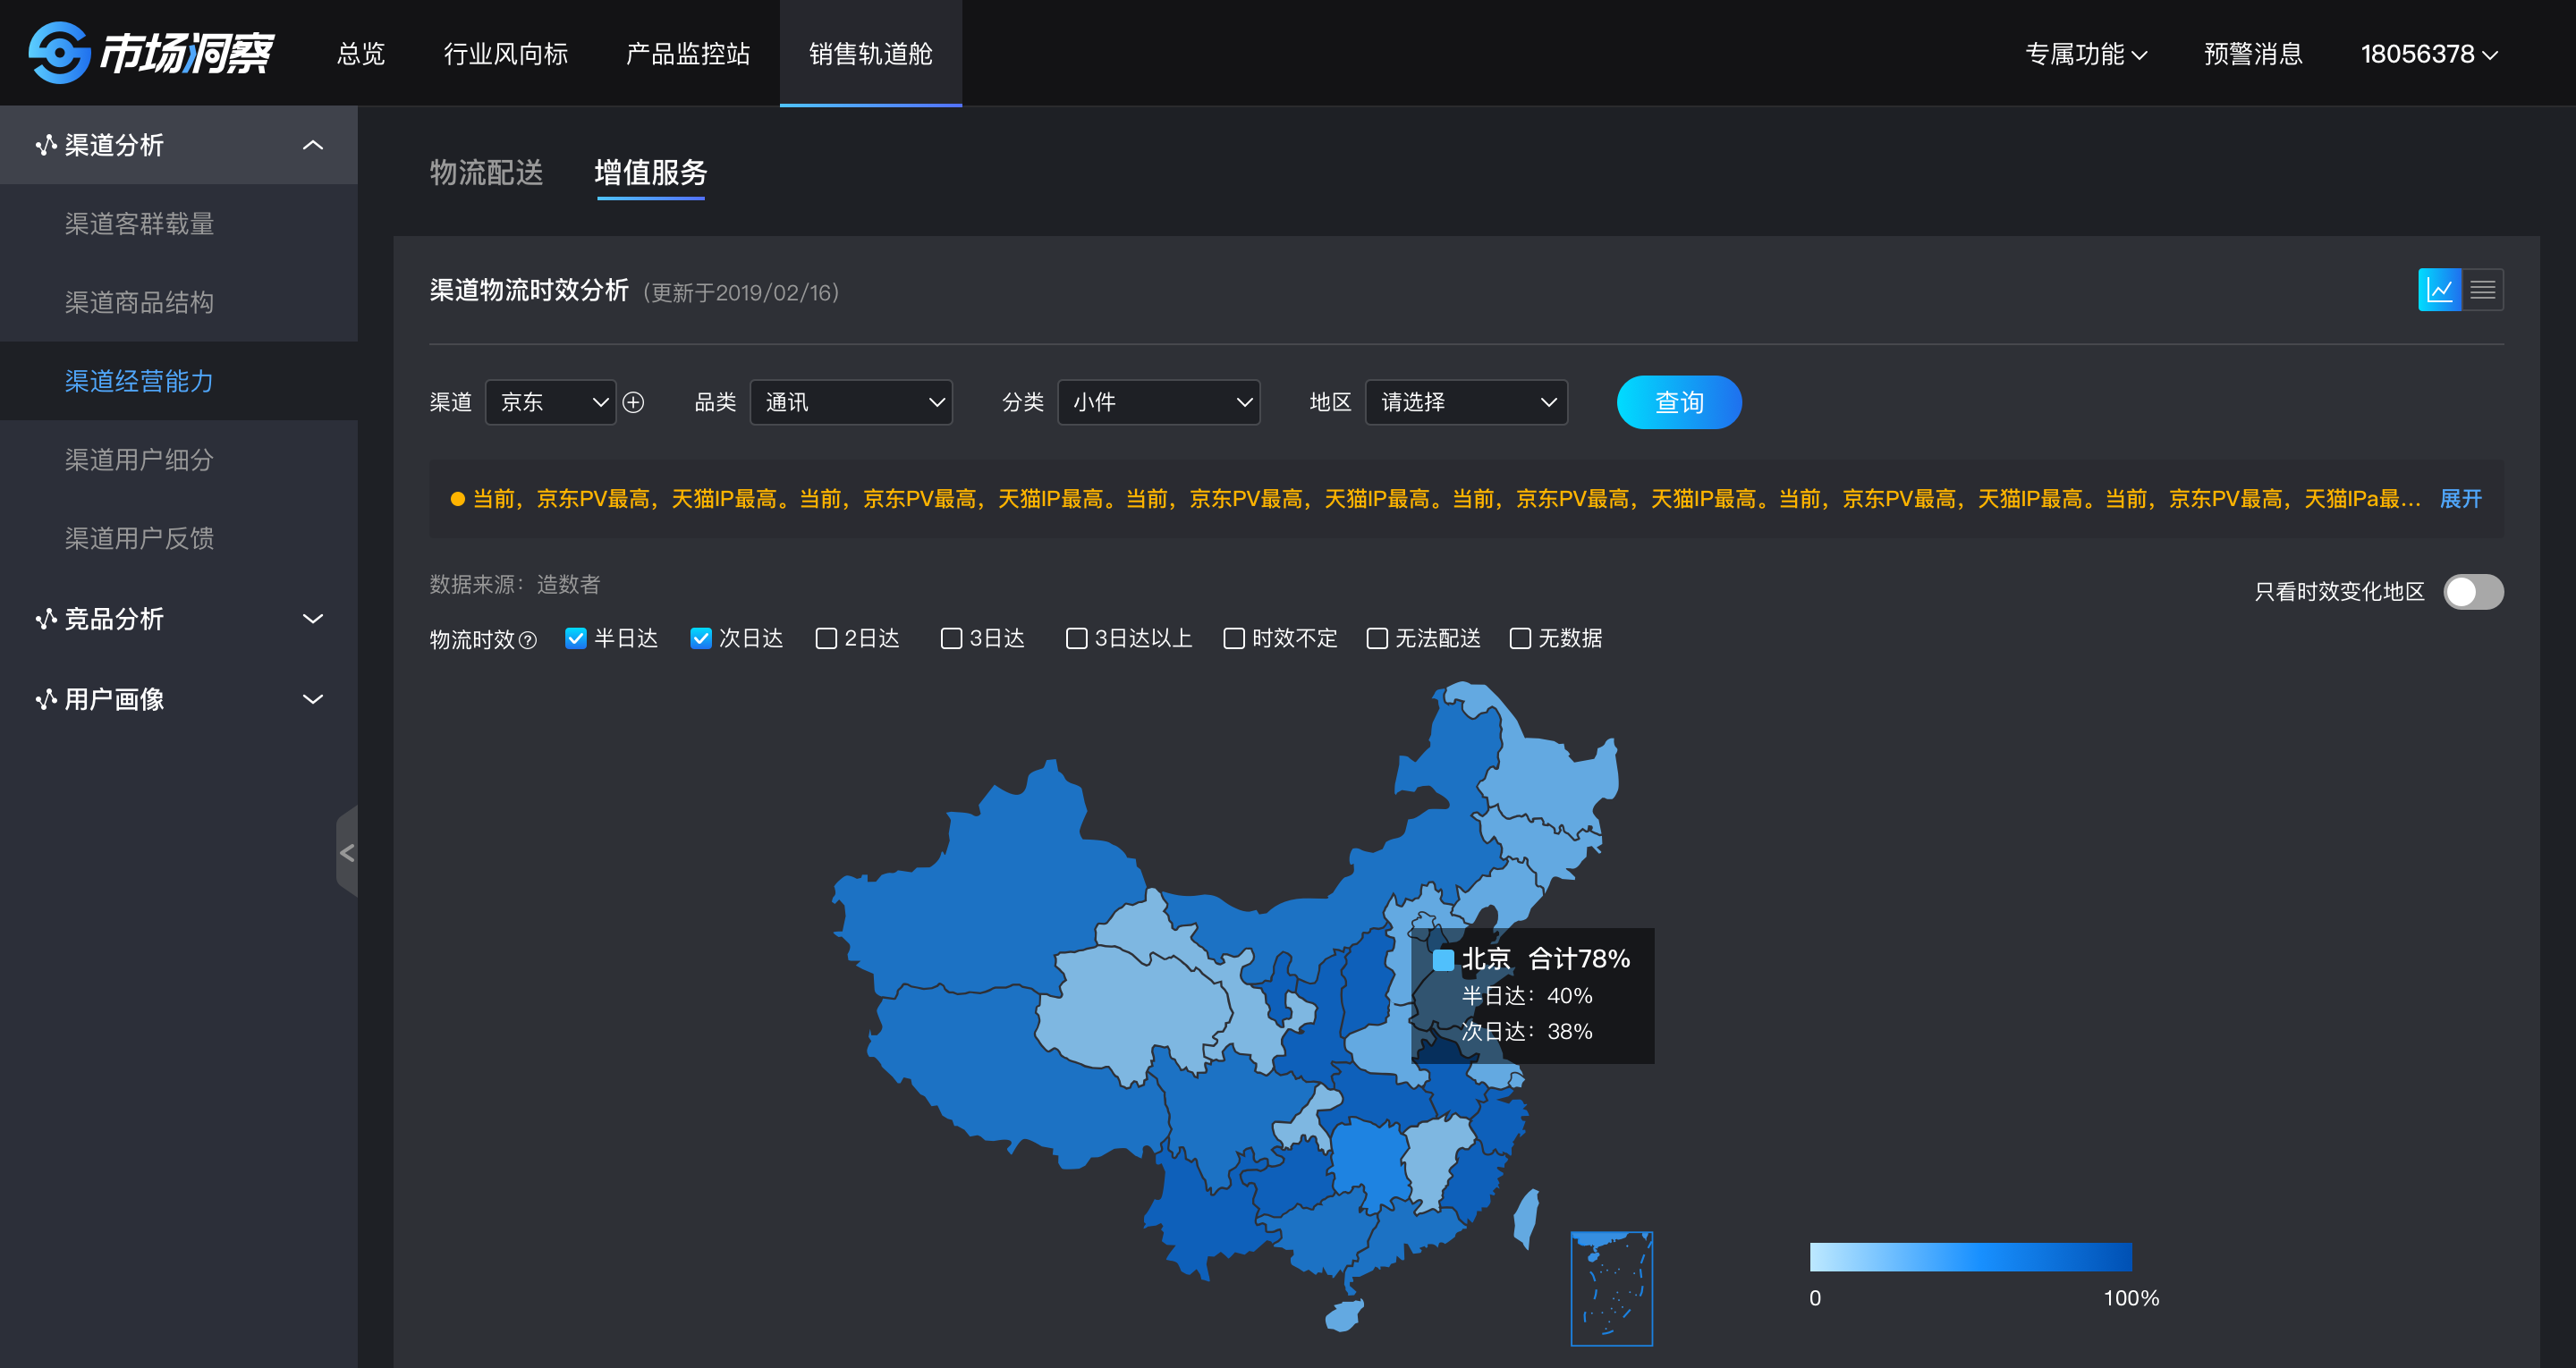 市场洞察 总览 行业风向标 产品监控站 销售轨道舱 专属功能 预警消息 18056378
渠道分析
渠道客群载量
渠道商品结构
渠道经营能力
渠道用户细分
渠道用户反馈
竞品分析
用户画像
物流配送 增值服务
渠道物流时效分析 (更新于2019/02/16)
渠道 京东 品类 通讯 分类 小件 地区 请选择 查询
当前，京东PV最高，天猫IP最高。当前，京东PV最高，天猫IP最高。当前，京东PV最高，天猫IP最高。当前，京东PV最高，天猫IP最高。当前，京东PV最高，天猫IP最高。当前，京东PV最高，天猫IPa最... 展开
数据来源：造数者
只看时效变化地区
物流时效 半日达 次日达 2日达 3日达 3日达以上 时效不定 无法配送 无数据
北京 合计78%
半日达：40%
次日达：38%
0 100%